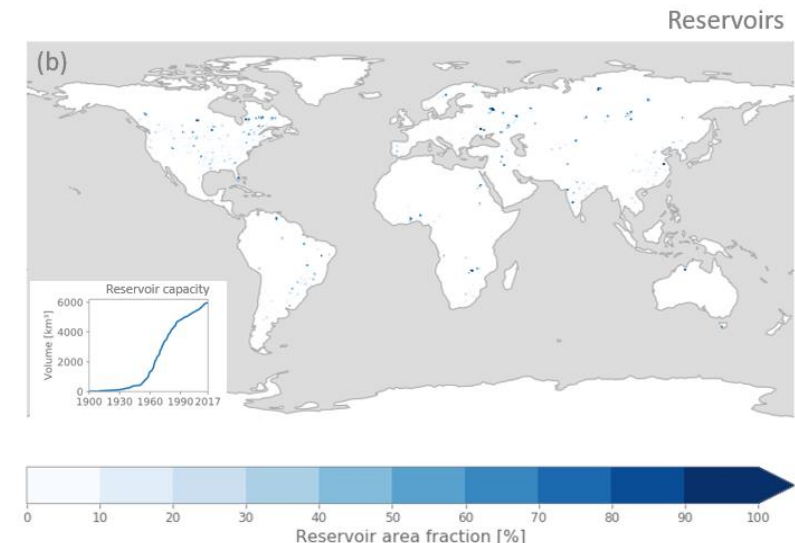 Reservoirs
(b)
Reservoir capacity
Volume [km³]
6000
4000
2000
0
1900 1930 1960 1990 2017
0 10 20 30 40 50 60 70 80 90 100
Reservoir area fraction [%]